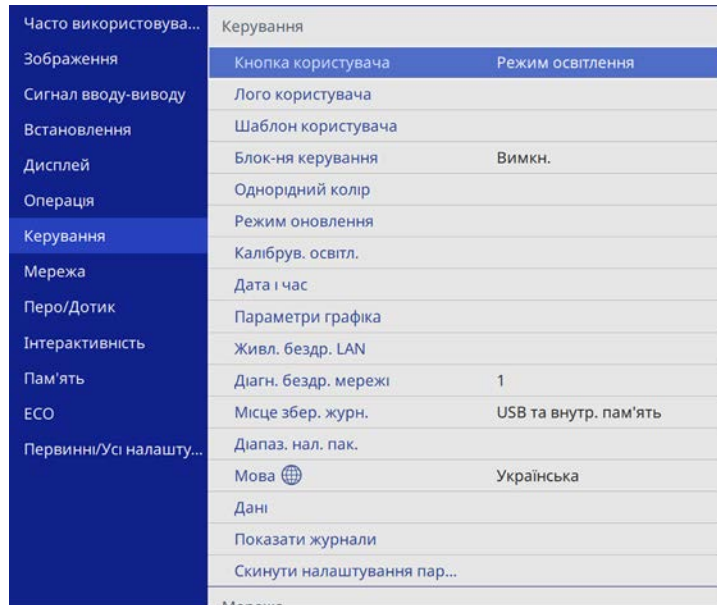 Часто використовува...
Зображення
Сигнал вводу-виводу
Встановлення
Дисплей
Операція
Керування
Мережа
Перо/Дотик
Інтерактивність
Пам'ять
ECO
Первинні/Усі налашту...
Керування
Кнопка користувача Режим освітлення
Лого користувача
Шаблон користувача
Блок-ня керування Вимкн.
Однорідний колір
Режим оновлення
Калібрув. освітл.
Дата і час
Параметри графіка
Живл. бездр. LAN
Діагн. бездр. мережі 1
Місце збер. журн. USB та внутр. пам'ять
Діапаз. нал. пак.
Мова Українська
Дані
Показати журнали
Скинути налаштування пар...